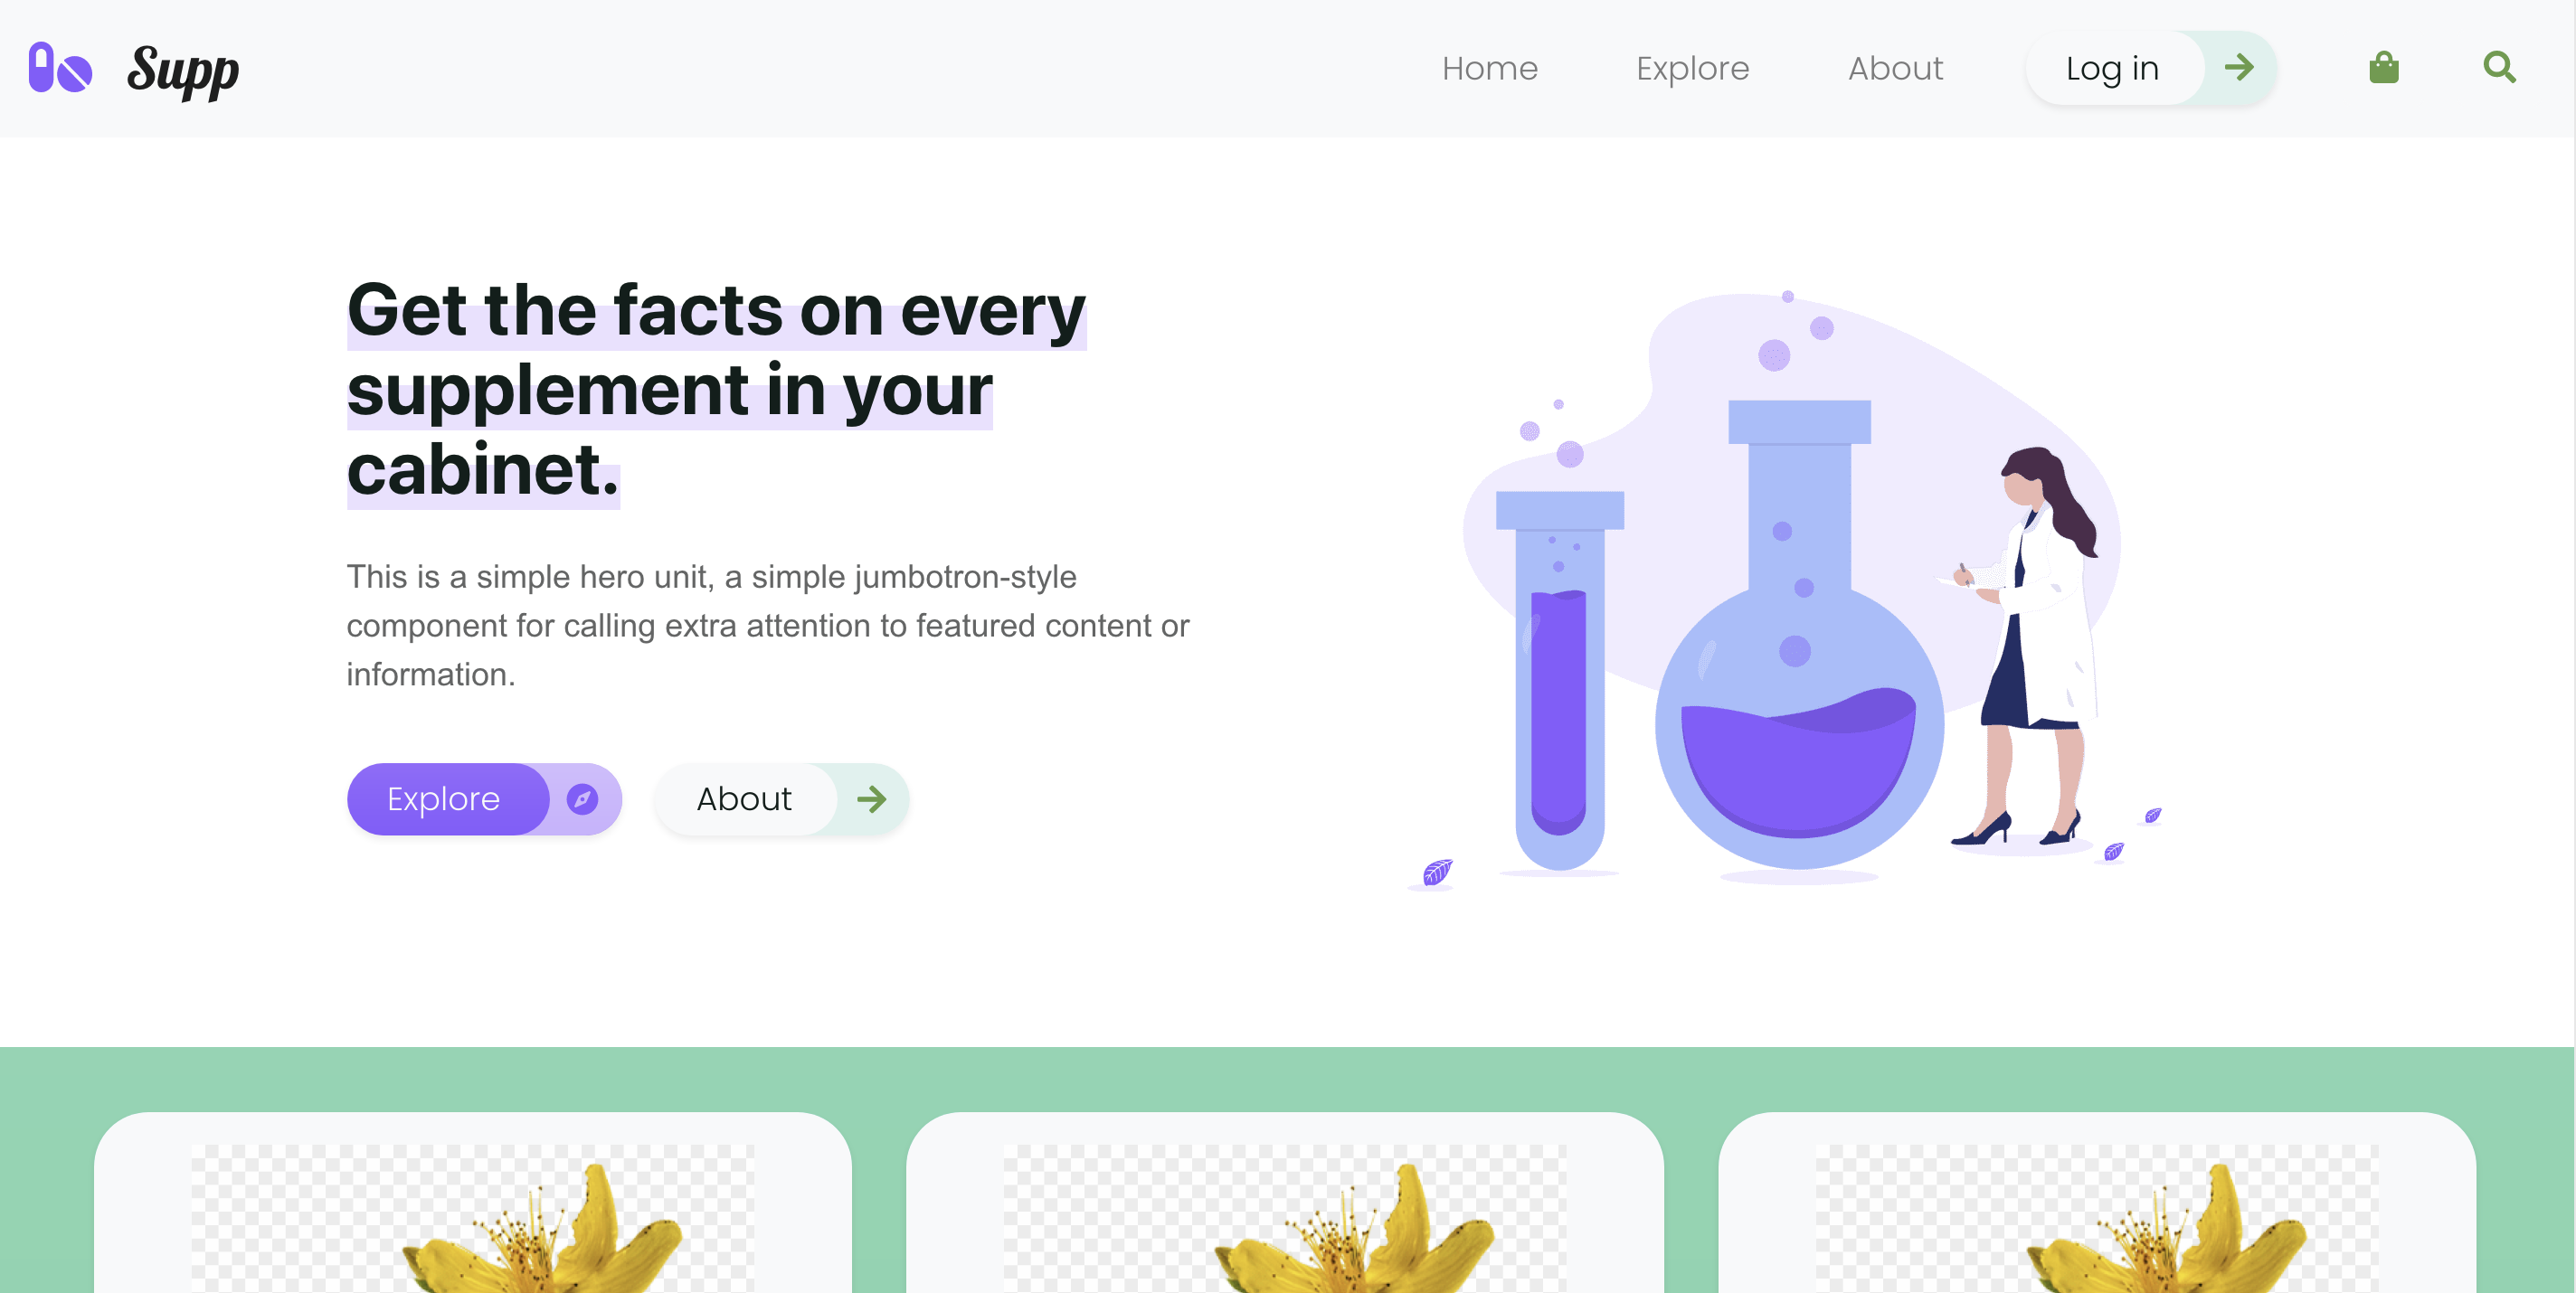 Supp
Home
Explore
About
Log in
Get the facts on every
supplement in your
cabinet.
This is a simple hero unit, a simple jumbotron-style
component for calling extra attention to featured content or
information.
Explore
About